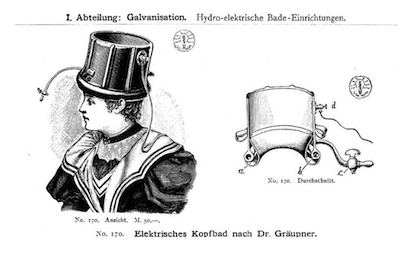 I. Abteilung: Galvanisation. Hydro-elektrische Bade-Einrichtungen.
d
a.
b.
c.
No. 170. Ansicht. M. 50,—.
No. 170. Durchschnitt.
No. 170. Elektrisches Kopfbad nach Dr. Gräupner.